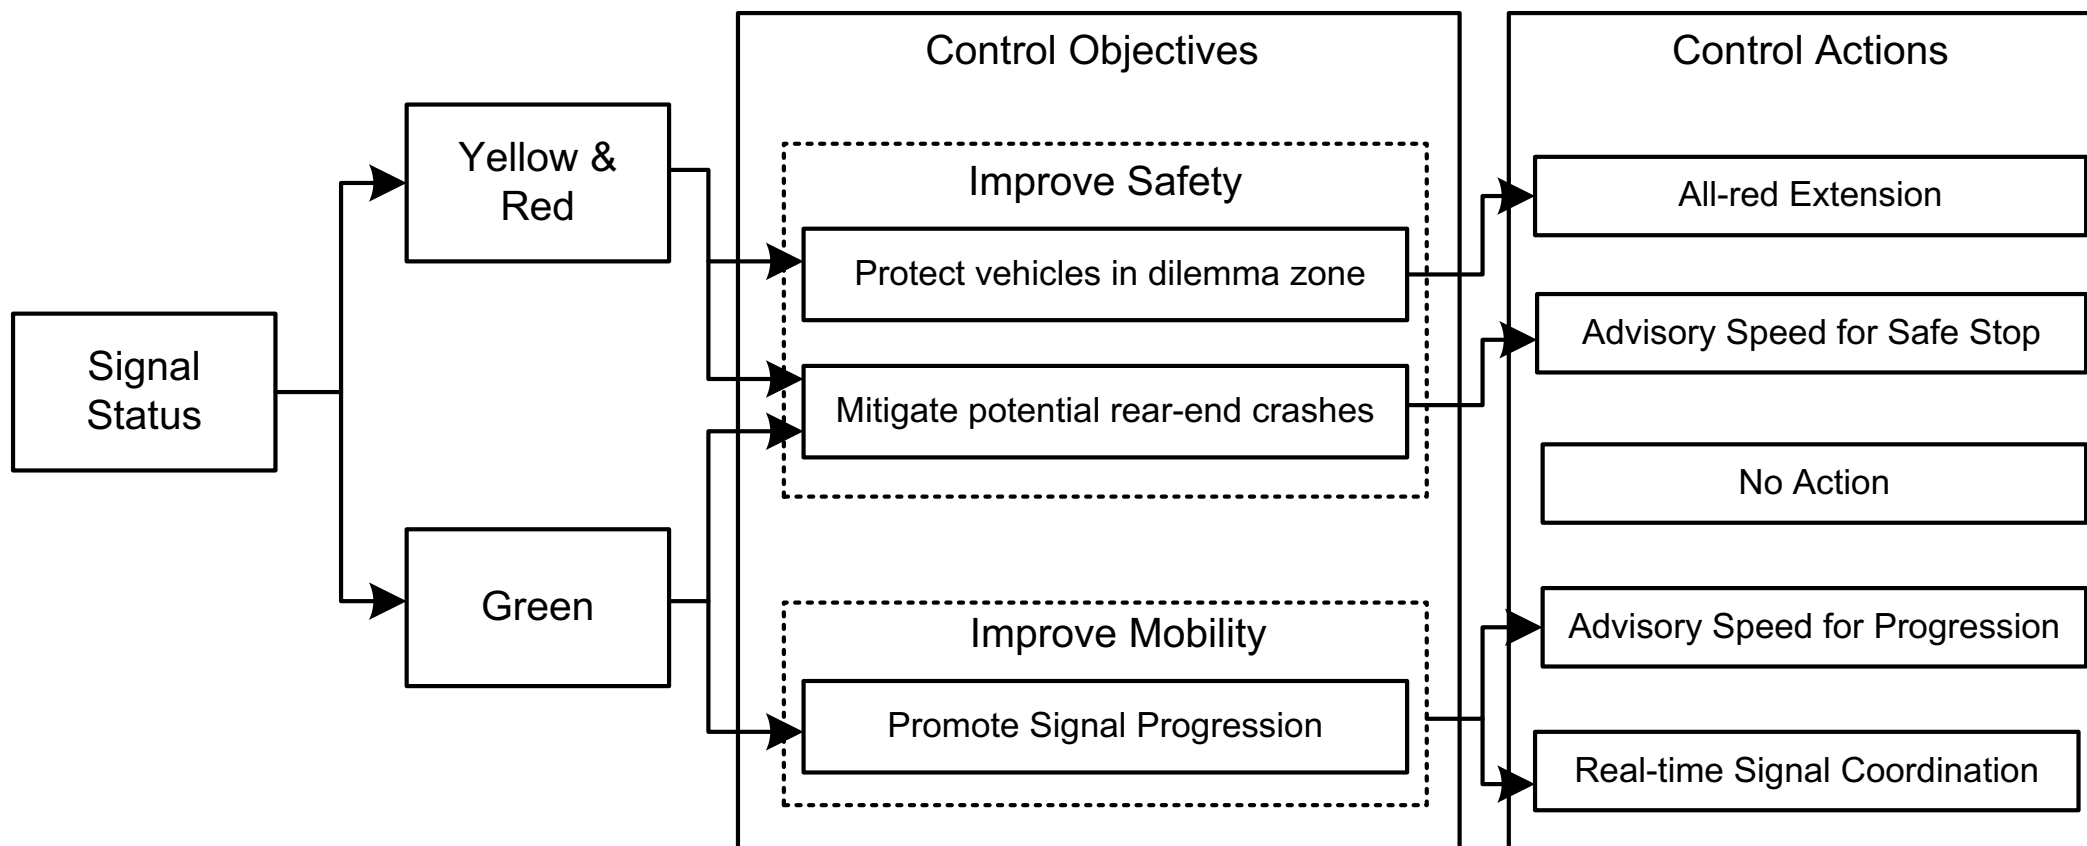 Signal
Status
Yellow &
Red
Green
Control Objectives
Improve Safety
Protect vehicles in dilemma zone
Mitigate potential rear-end crashes
Improve Mobility
Promote Signal Progression
Control Actions
All-red Extension
Advisory Speed for Safe Stop
No Action
Advisory Speed for Progression
Real-time Signal Coordination